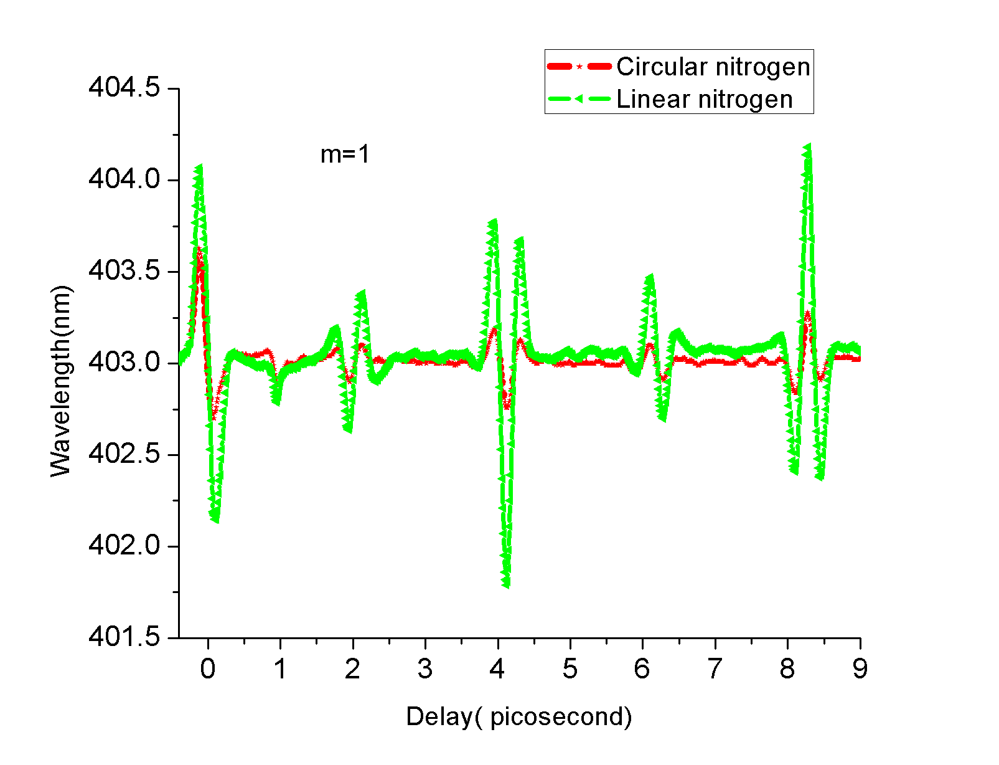 Circular nitrogen
Linear nitrogen
m=1
404.5
404.0
403.5
403.0
402.5
402.0
401.5
Wavelength(nm)
0 1 2 3 4 5 6 7 8 9
Delay( picosecond)